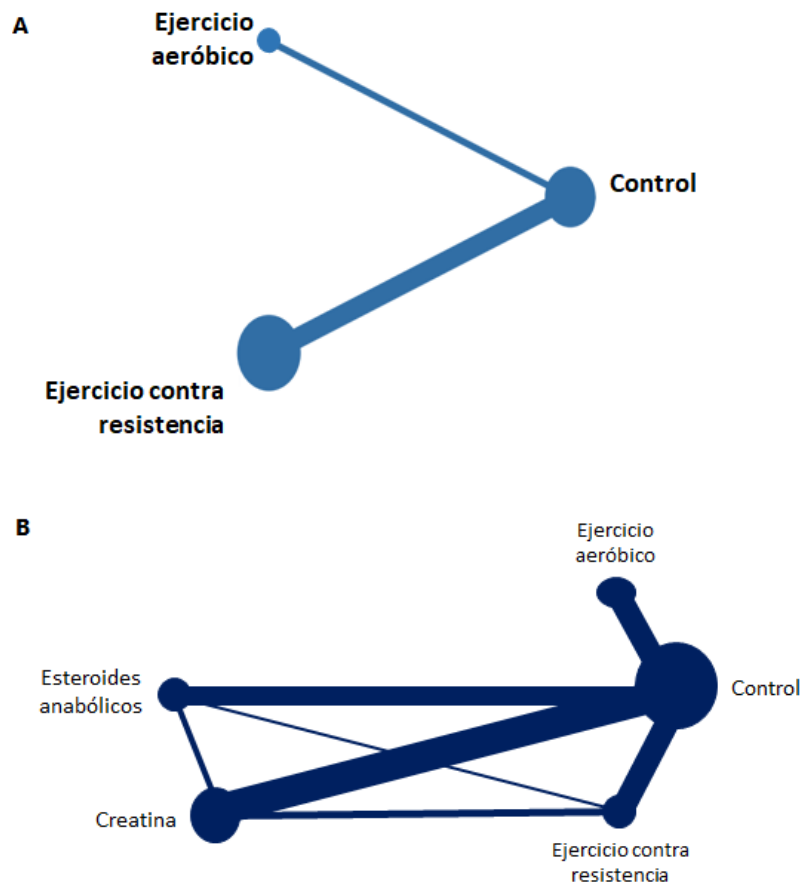 A
Ejercicio
aeróbico
Control
Ejercicio contra
resistencia
B
Ejercicio
aeróbico
Esteroides
anabólicos
Control
Creatina
Ejercicio contra
resistencia